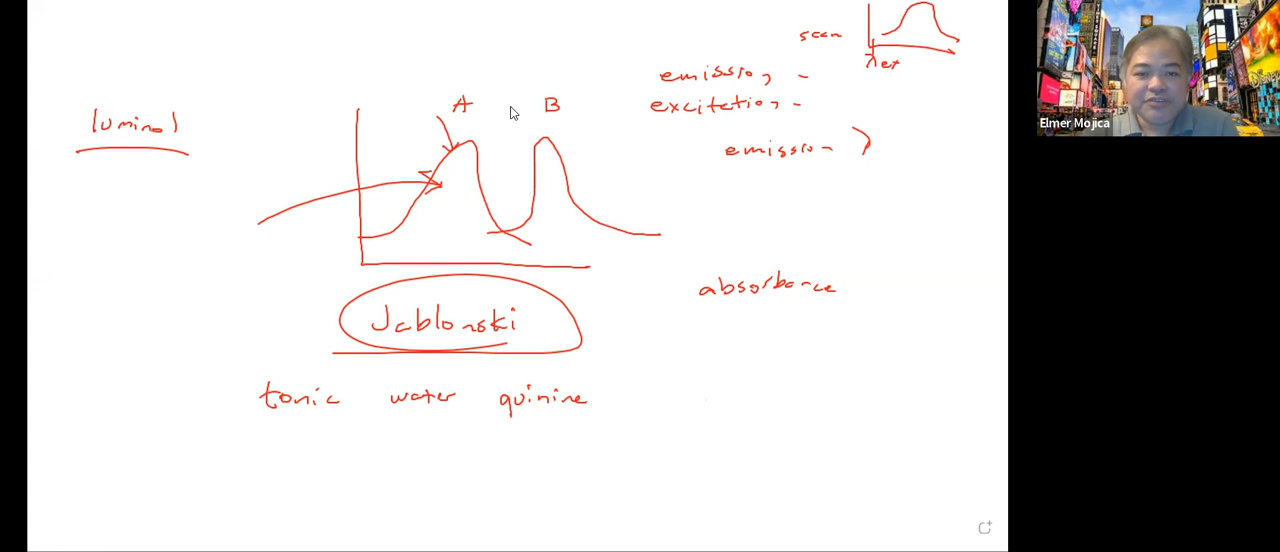 scan
λex
emission -
excitation -
emission - λ
luminol
A B
absorbance
Jablonski
tonic water quinine
Elmer Mojica